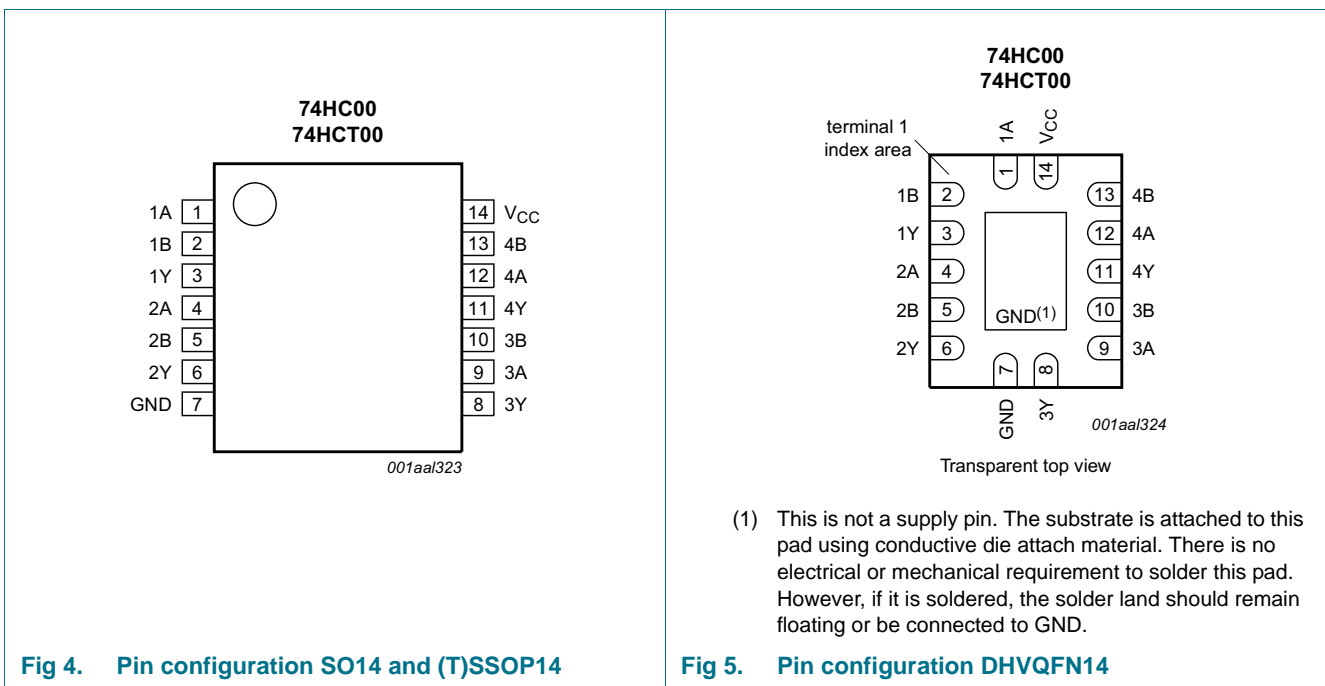 74HC00
74HCT00
1A 1
1B 2
1Y 3
2A 4
2B 5
2Y 6
GND 7
14 VCC
13 4B
12 4A
11 4Y
10 3B
9 3A
8 3Y
001aal323
Fig 4. Pin configuration SO14 and (T)SSOP14
74HC00
74HCT00
terminal 1
index area
1A
VCC
1
14
1B 2
1Y 3
2A 4
2B 5
2Y 6
13 4B
12 4A
11 4Y
10 3B
9 3A
GND(1)
7
8
GND
3Y
001aal324
Transparent top view
(1) This is not a supply pin. The substrate is attached to this
pad using conductive die attach material. There is no
electrical or mechanical requirement to solder this pad.
However, if it is soldered, the solder land should remain
floating or be connected to GND.
Fig 5. Pin configuration DHVQFN14